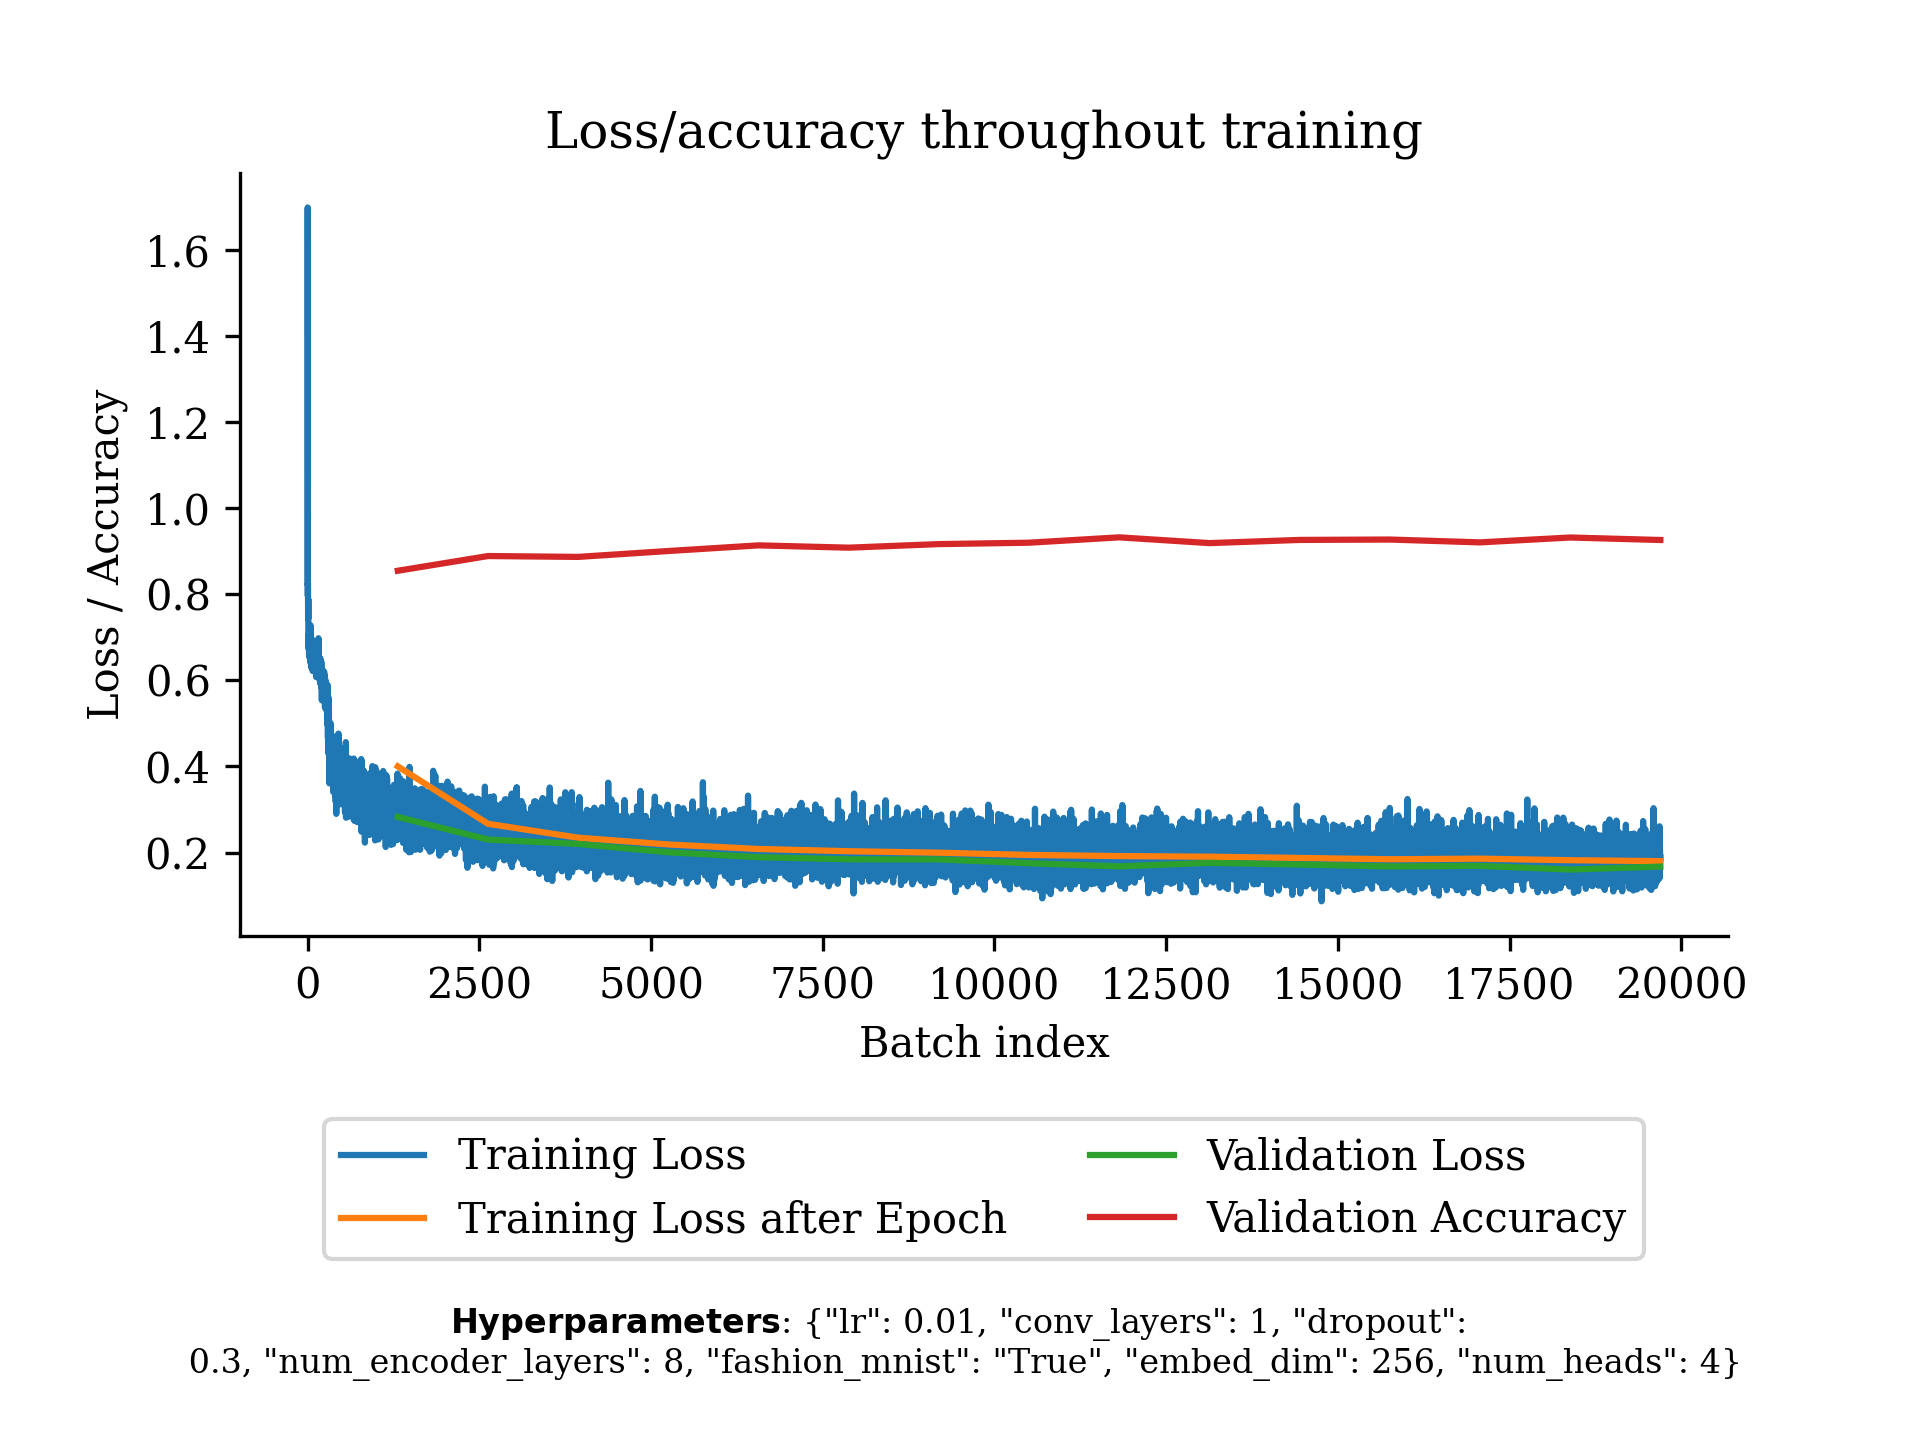 Loss/accuracy throughout training
Loss / Accuracy
1.6
1.4
1.2
1.0
0.8
0.6
0.4
0.2
0 2500 5000 7500 10000 12500 15000 17500 20000
Batch index
Training Loss
Training Loss after Epoch
Validation Loss
Validation Accuracy
Hyperparameters: {"lr": 0.01, "conv_layers": 1, "dropout":
0.3, "num_encoder_layers": 8, "fashion_mnist": "True", "embed_dim": 256, "num_heads": 4}